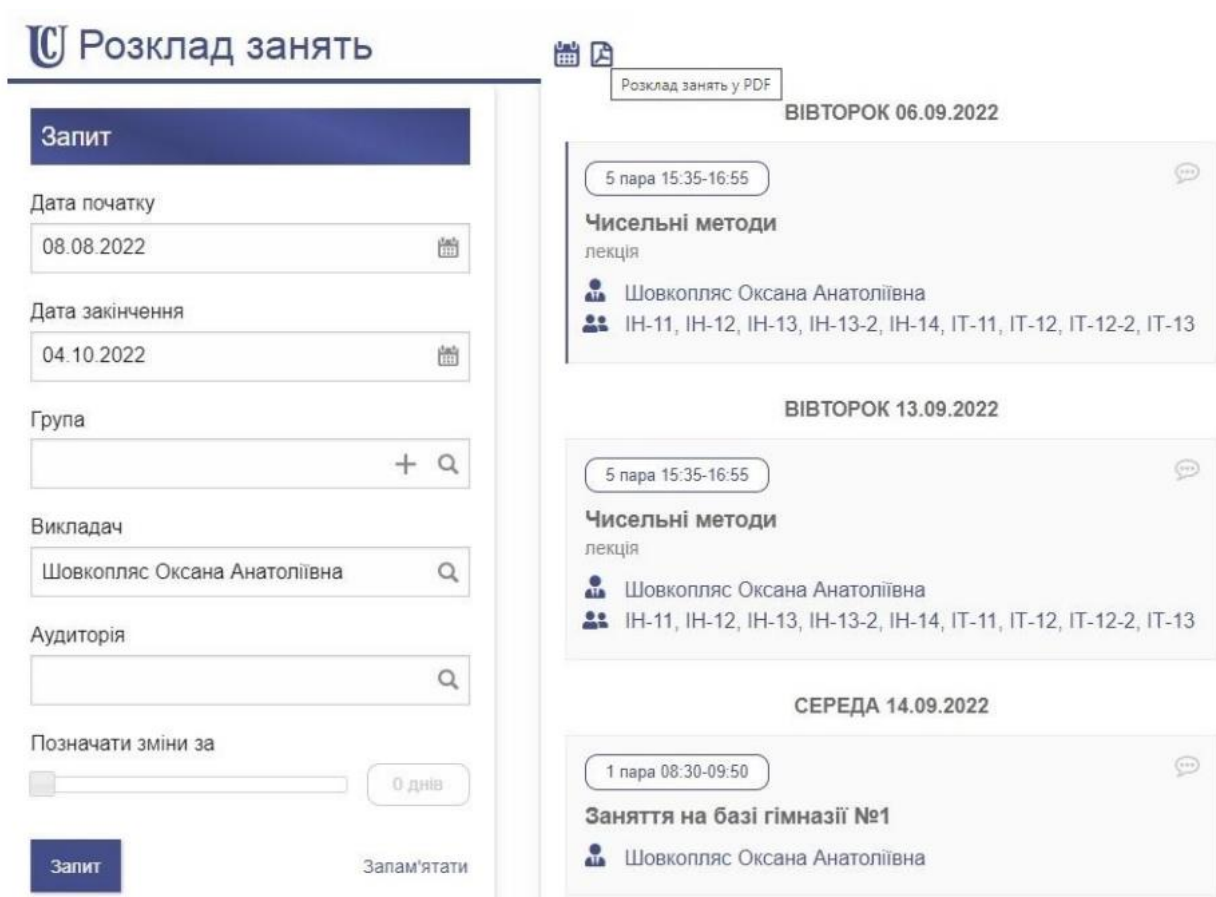 Розклад занять
Запит
Дата початку
08.08.2022
Дата закінчення
04.10.2022
Група
Викладач
Шовкопляс Оксана Анатоліївна
Аудиторія
Позначати зміни за
0 днів
Запит
Запам'ятати
Розклад занять у PDF
ВІВТОРОК 06.09.2022
5 пара 15:35-16:55
Чисельні методи
лекція
Шовкопляс Оксана Анатоліївна
ІН-11, ІН-12, ІН-13, ІН-13-2, ІН-14, ІТ-11, ІТ-12, ІТ-12-2, ІТ-13
ВІВТОРОК 13.09.2022
5 пара 15:35-16:55
Чисельні методи
лекція
Шовкопляс Оксана Анатоліївна
ІН-11, ІН-12, ІН-13, ІН-13-2, ІН-14, ІТ-11, ІТ-12, ІТ-12-2, ІТ-13
СЕРЕДА 14.09.2022
1 пара 08:30-09:50
Заняття на базі гімназії №1
Шовкопляс Оксана Анатоліївна